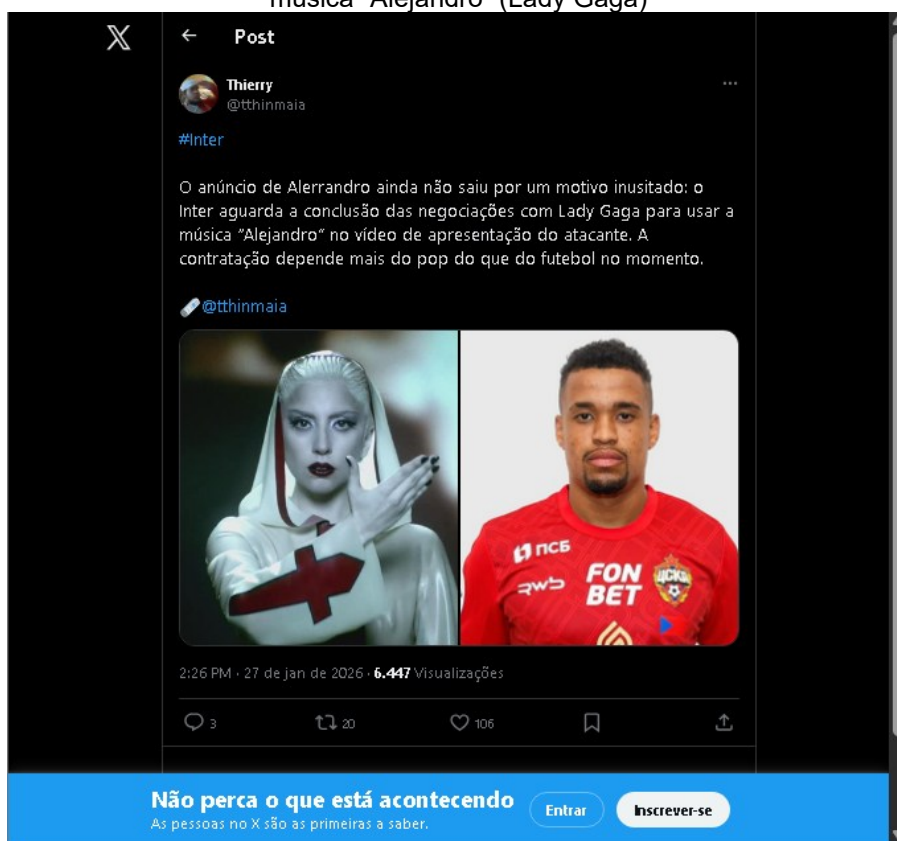 música "Alejandro" (Lady Gaga)
X
← Post
Thierry
@tthinmaia
#Inter
O anúncio de Alerrandro ainda não saiu por um motivo inusitado: o
Inter aguarda a conclusão das negociações com Lady Gaga para usar a
música "Alejandro" no vídeo de apresentação do atacante. A
contratação depende mais do pop do que do futebol no momento.
@tthinmaia
ПСБ
RWB
FON
BET
ЦСКА
2:26 PM · 27 de jan de 2026 · 6.447 Visualizações
3 20 106
Não perca o que está acontecendo
As pessoas no X são as primeiras a saber.
Entrar
Inscrever-se